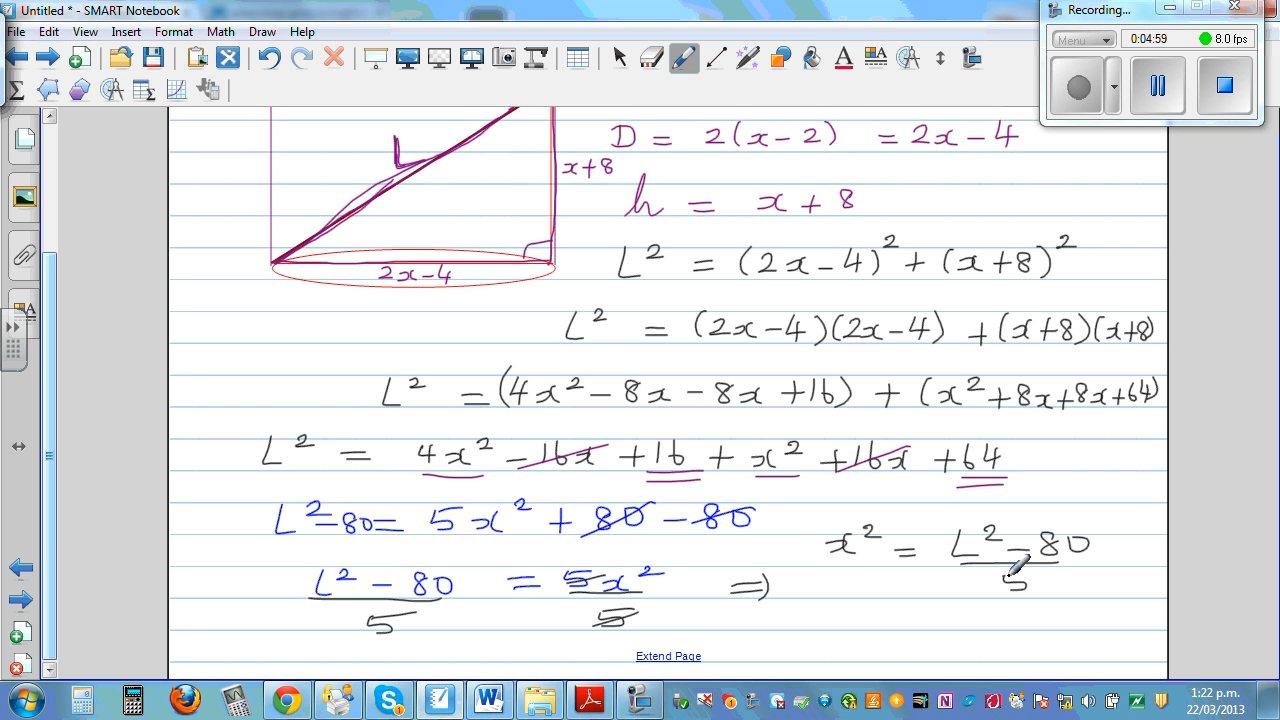 Untitled * - SMART Notebook
Recording...
File Edit View Insert Format Math Draw Help
Menu
0:04:59
8.0 fps
L
x+8
2x-4
D = 2(x-2) = 2x-4
h = x + 8
L² = (2x-4)² + (x+8)²
L² = (2x-4)(2x-4) + (x+8)(x+8)
L² = (4x² - 8x - 8x + 16) + (x² + 8x + 8x + 64)
L² = 4x² - 16x + 16 + x² + 16x + 64
L² - 80 = 5x² + 80 - 80
L² - 80 = 5x² ⇒ x² = L² - 80
5 5 5
Extend Page
1:22 p.m.
22/03/2013